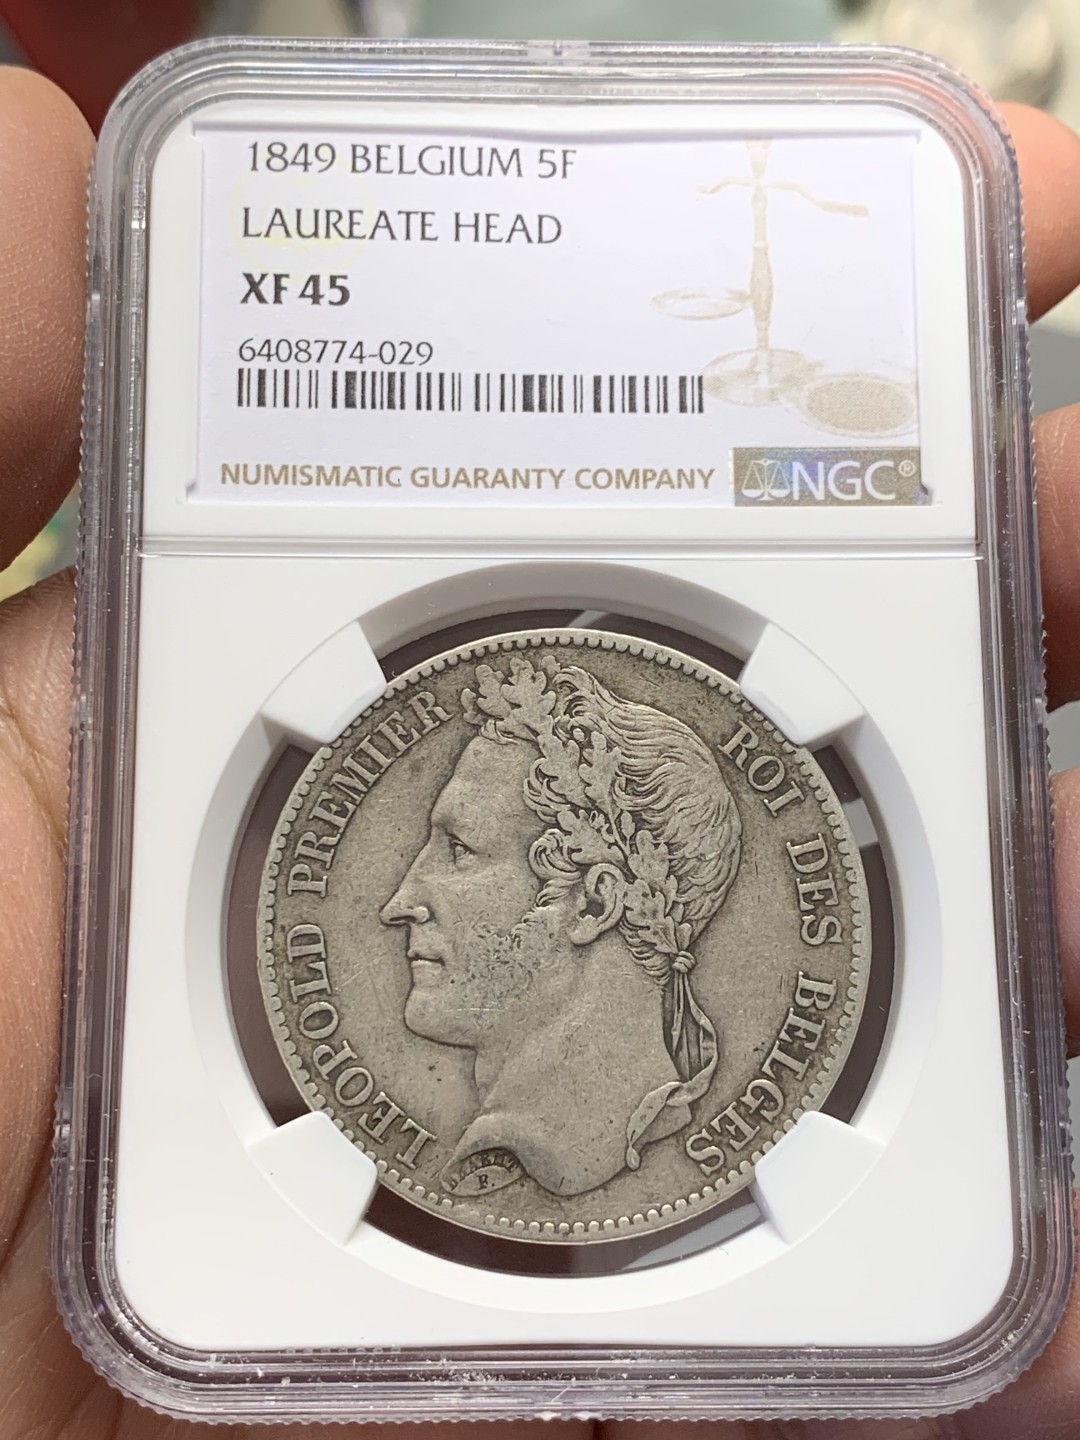 1849 BELGIUM 5F
LAUREATE HEAD
XF 45
6408774-029
NUMISMATIC GUARANTY COMPANY
NGC®
LEOPOLD PREMIER
ROI DES BELGES
F.